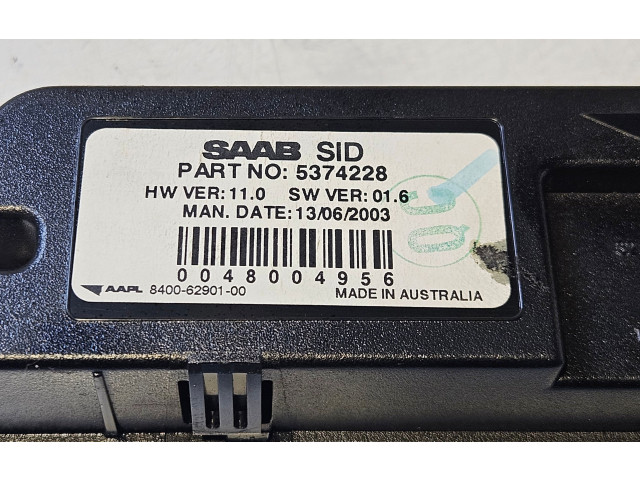 SAAB SID
PART NO: 5374228
HW VER: 11.0 SW VER: 01.6
MAN. DATE: 13/06/2003
0048004956
AAPL 8400-62901-00 MADE IN AUSTRALIA